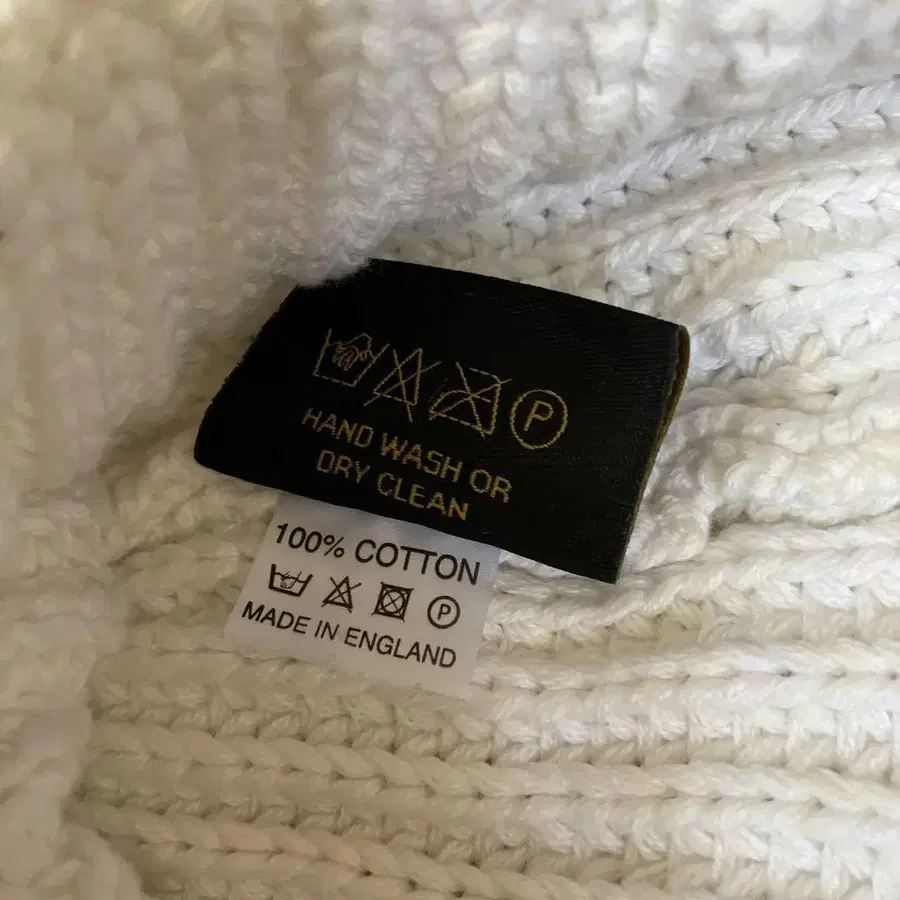 P
HAND WASH OR
DRY CLEAN
100% COTTON
P
MADE IN ENGLAND